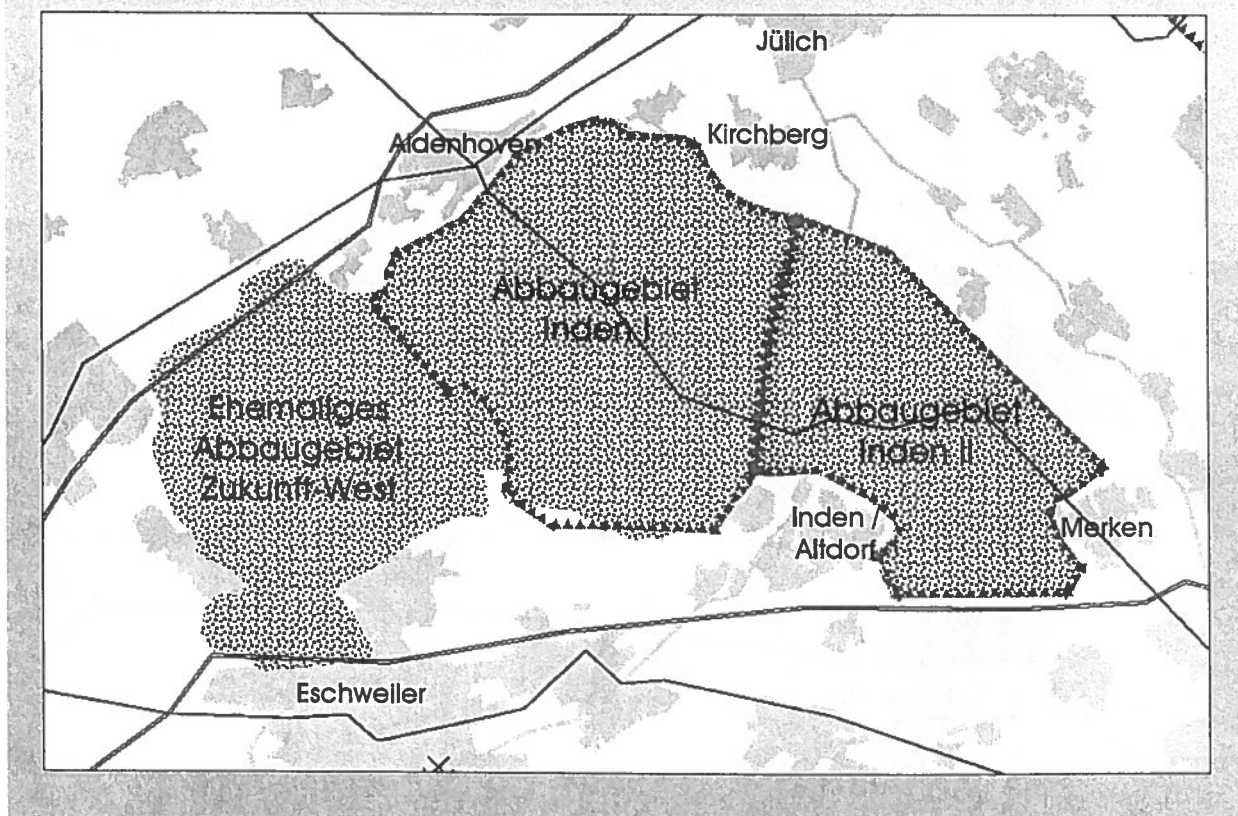 Jülich
Kirchberg
Aldenhoven
Abbaugebiet
Inden I
Ehemaliges
Abbaugebiet
Zukunft-West
Abbaugebiet
Inden II
Inden /
Altdorf
Merken
Eschweiler